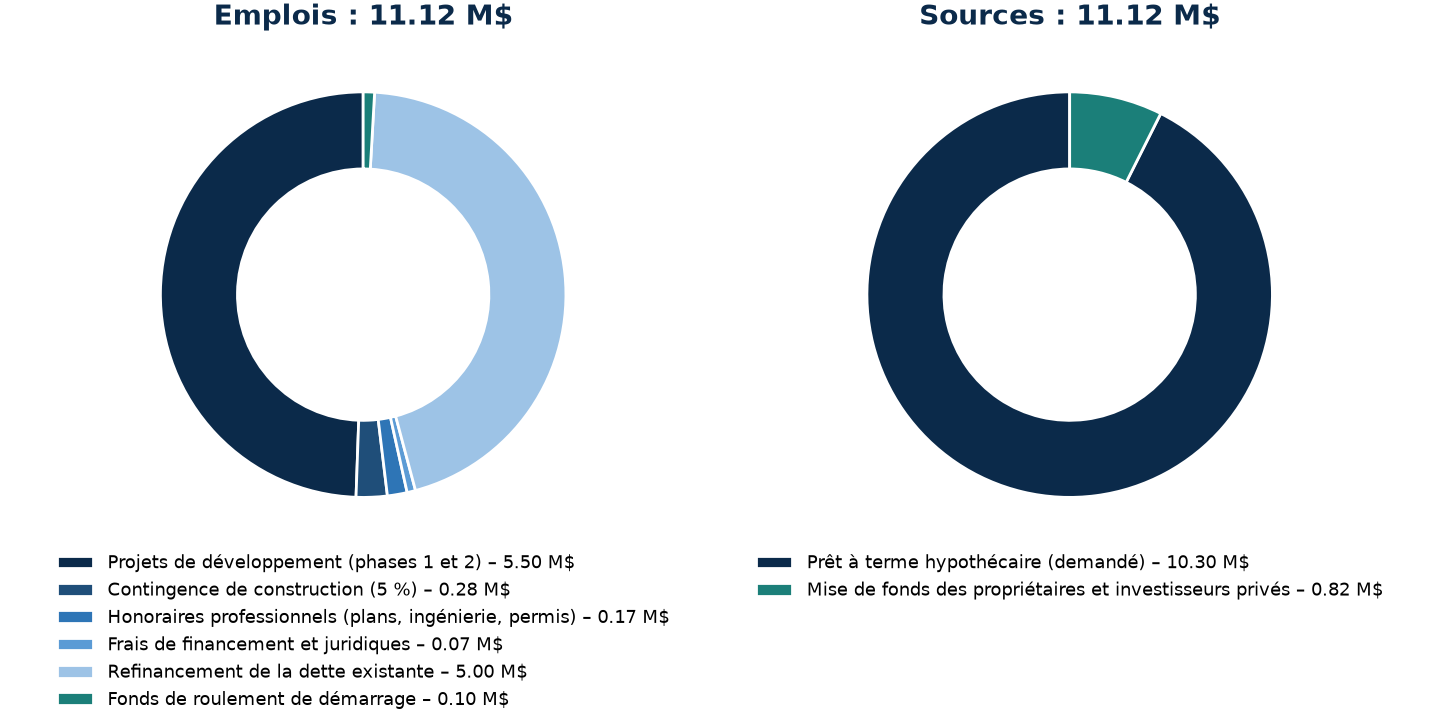 Emplois : 11.12 M$
Projets de développement (phases 1 et 2) – 5.50 M$
Contingence de construction (5 %) – 0.28 M$
Honoraires professionnels (plans, ingénierie, permis) – 0.17 M$
Frais de financement et juridiques – 0.07 M$
Refinancement de la dette existante – 5.00 M$
Fonds de roulement de démarrage – 0.10 M$
Sources : 11.12 M$
Prêt à terme hypothécaire (demandé) – 10.30 M$
Mise de fonds des propriétaires et investisseurs privés – 0.82 M$